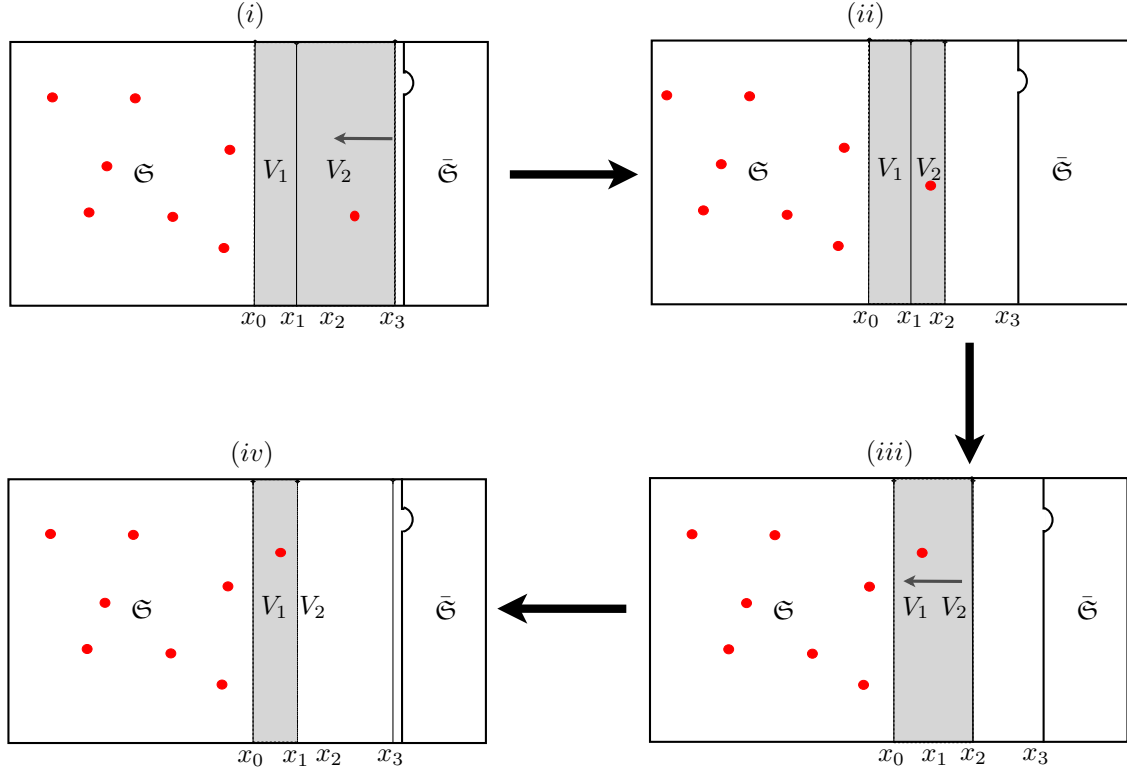 (i)
𝔖 V₁ V₂ 𝔖̄
x₀ x₁ x₂ x₃
(ii)
𝔖 V₁ V₂ 𝔖̄
x₀ x₁ x₂ x₃
(iv)
𝔖 V₁ V₂ 𝔖̄
x₀ x₁ x₂ x₃
(iii)
𝔖 V₁ V₂ 𝔖̄
x₀ x₁ x₂ x₃